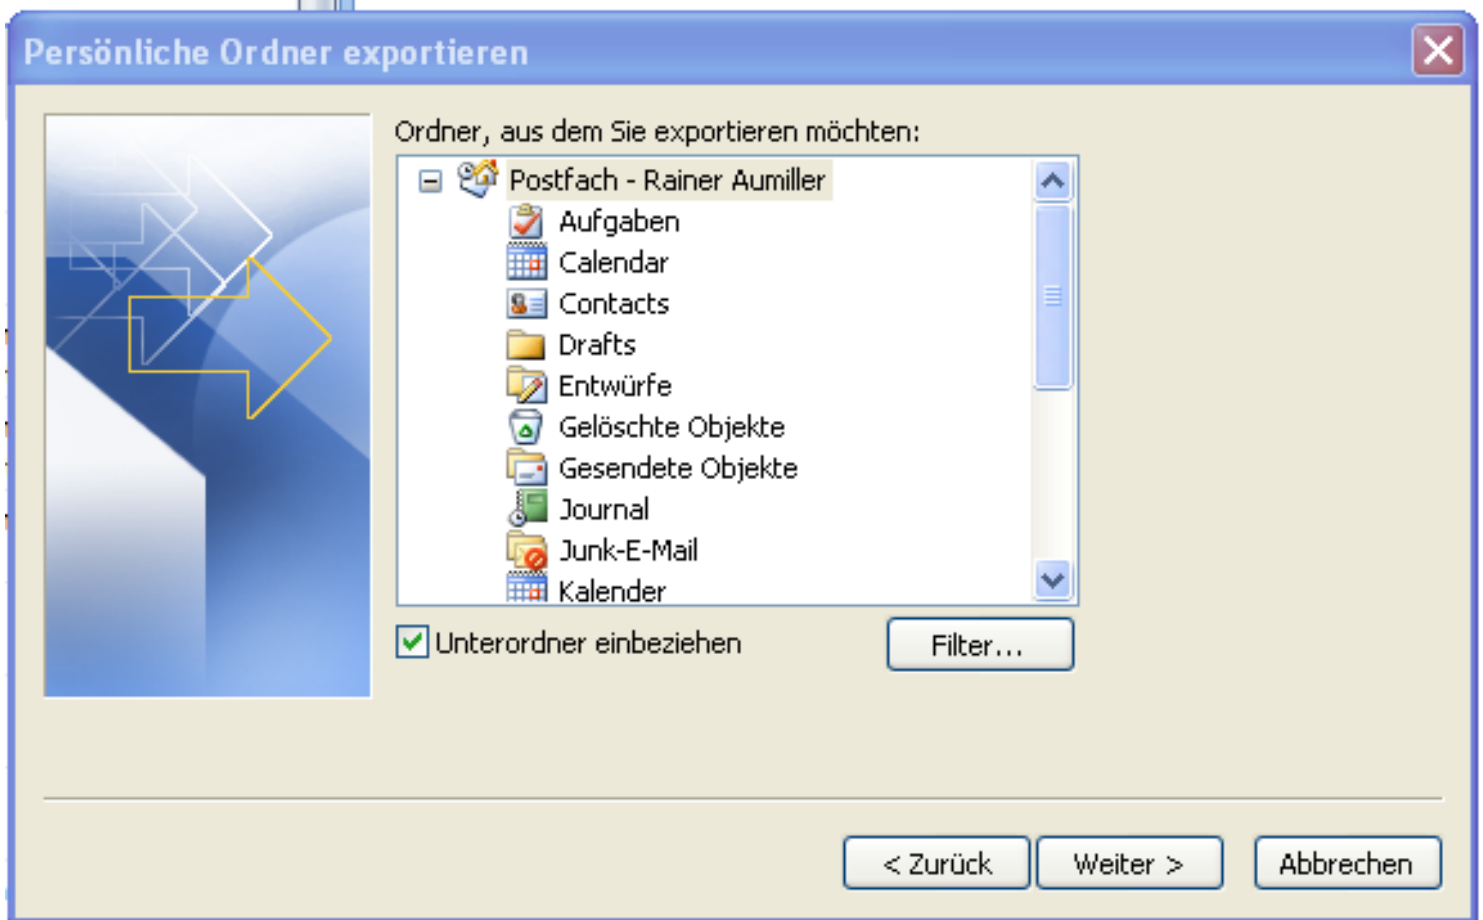 Persönliche Ordner exportieren
Ordner, aus dem Sie exportieren möchten:
Postfach - Rainer Aumiller
Aufgaben
Calendar
Contacts
Drafts
Entwürfe
Gelöschte Objekte
Gesendete Objekte
Journal
Junk-E-Mail
Kalender
Unterordner einbeziehen
Filter...
< Zurück
Weiter >
Abbrechen